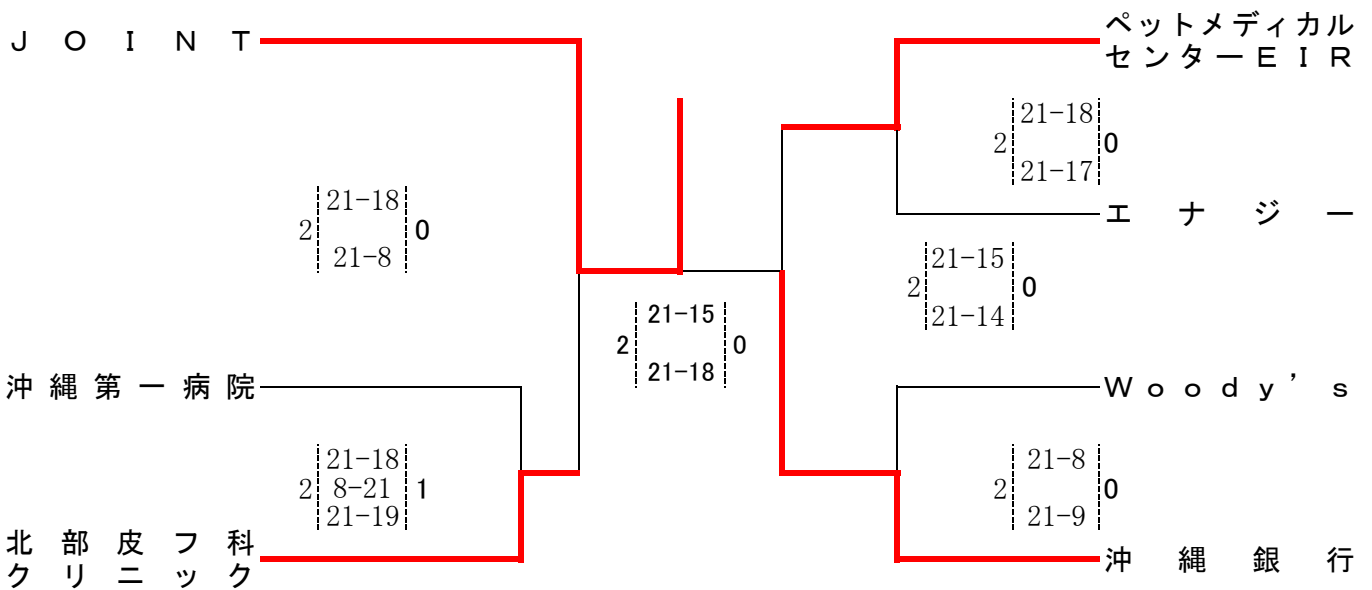 JOINT
2 21-18 0
21-8
沖縄第一病院
2 21-18 1
8-21
21-19
北部皮フ科
クリニック
2 21-15 0
21-18
ペットメディカル
センターEIR
2 21-18 0
21-17
エナジー
2 21-15 0
21-14
Woody's
2 21-8 0
21-9
沖縄銀行